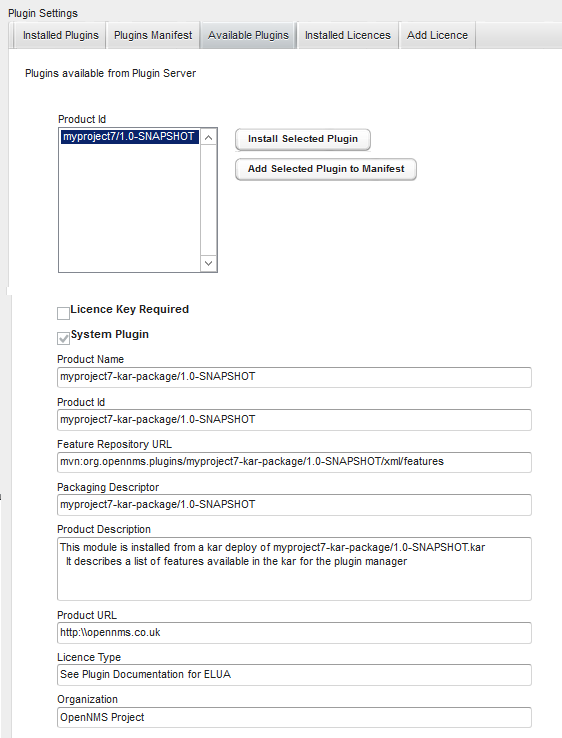 Plugin Settings
Installed Plugins Plugins Manifest Available Plugins Installed Licences Add Licence
Plugins available from Plugin Server
Product Id
myproject7/1.0-SNAPSHOT
Install Selected Plugin
Add Selected Plugin to Manifest
Licence Key Required
System Plugin
Product Name
myproject7-kar-package/1.0-SNAPSHOT
Product Id
myproject7-kar-package/1.0-SNAPSHOT
Feature Repository URL
mvn:org.opennms.plugins/myproject7-kar-package/1.0-SNAPSHOT/xml/features
Packaging Descriptor
myproject7-kar-package/1.0-SNAPSHOT
Product Description
This module is installed from a kar deploy of myproject7-kar-package/1.0-SNAPSHOT.kar
It describes a list of features available in the kar for the plugin manager
Product URL
http:\\opennms.co.uk
Licence Type
See Plugin Documentation for ELUA
Organization
OpenNMS Project